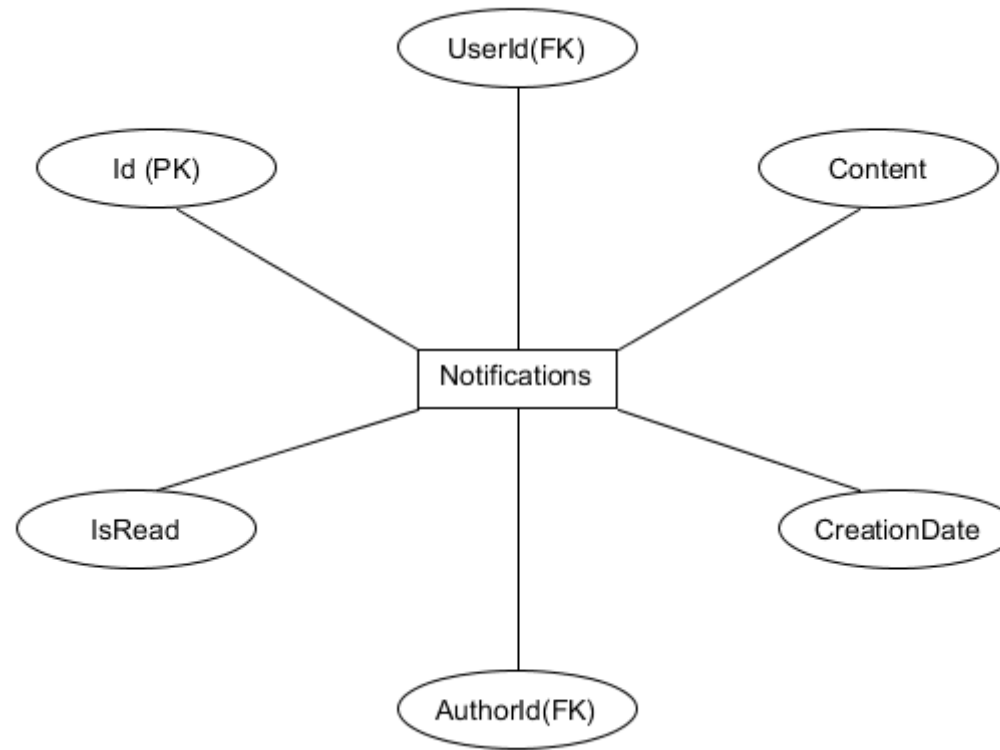 UserId(FK)
Id (PK)
Content
Notifications
IsRead
CreationDate
AuthorId(FK)